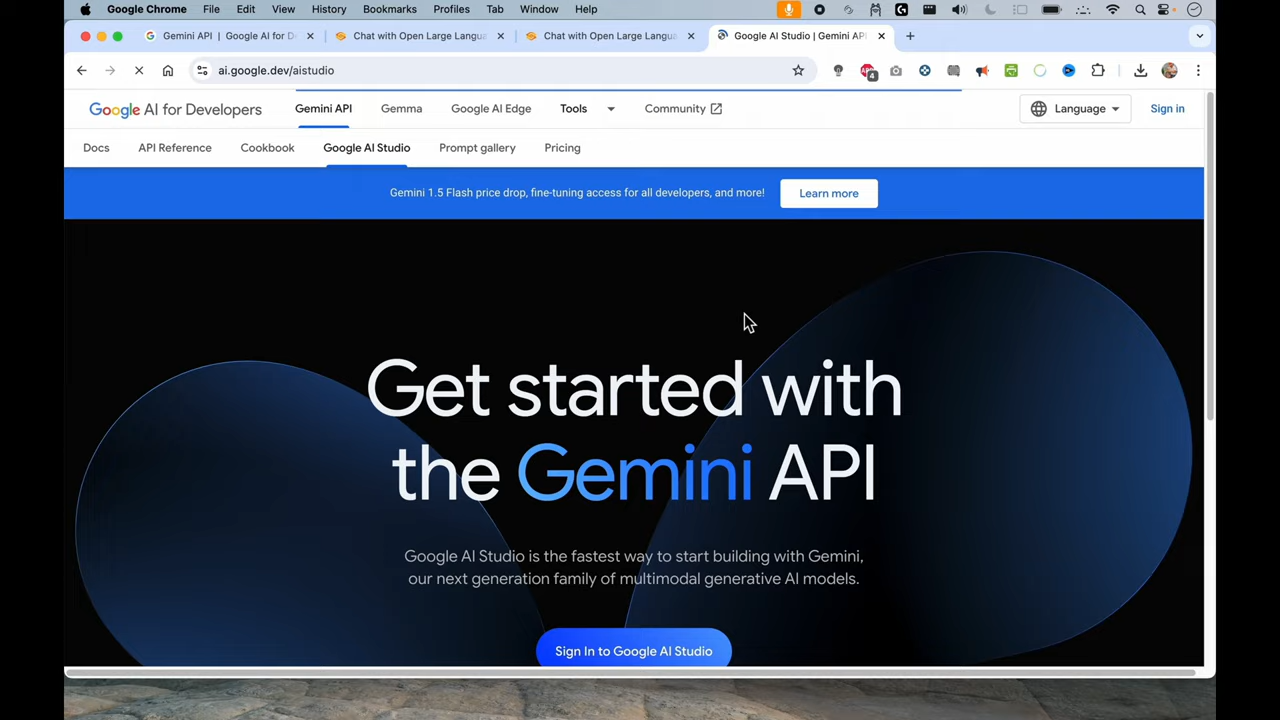 Google Chrome File Edit View History Bookmarks Profiles Tab Window Help
Gemini API | Google AI for D
Chat with Open Large Langua
Chat with Open Large Langua
Google AI Studio | Gemini API
ai.google.dev/aistudio
4
Google AI for Developers
Gemini API
Gemma
Google AI Edge
Tools
Community
Language
Sign in
Docs
API Reference
Cookbook
Google AI Studio
Prompt gallery
Pricing
Gemini 1.5 Flash price drop, fine-tuning access for all developers, and more!
Learn more
Get started with
the Gemini API
Google AI Studio is the fastest way to start building with Gemini,
our next generation family of multimodal generative AI models.
Sign In to Google AI Studio